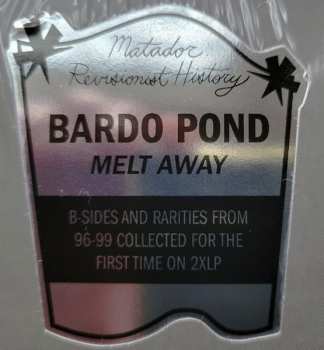 Matador
Revisionist History
BARDO POND
MELT AWAY
B-SIDES AND RARITIES FROM
96-99 COLLECTED FOR THE
FIRST TIME ON 2XLP